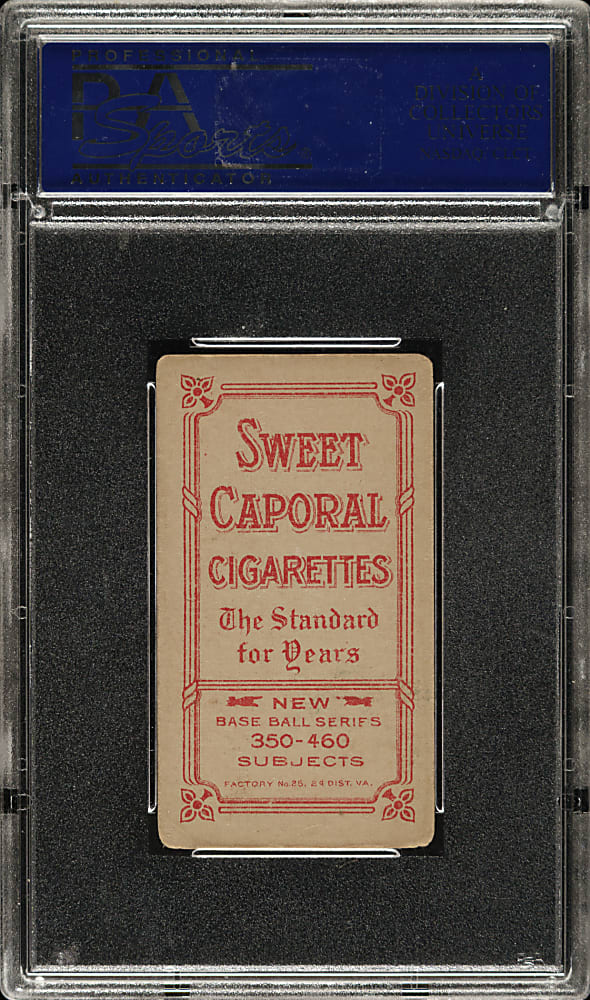 PROFESSIONAL
PSA
Sports
AUTHENTICATOR
A
DIVISION OF
COLLECTORS
UNIVERSE
SWEET
CAPORAL
CIGARETTES
The Standard
for Years
NEW
BASE BALL SERIES
350-460
SUBJECTS
FACTORY No. 25, 2d DIST. VA.